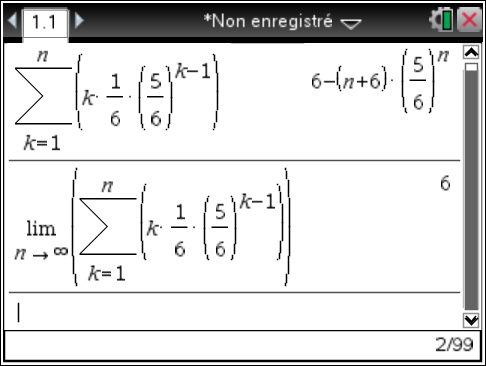 1.1 *Non enregistré
n
∑ (k· 1/6 ·(5/6)^(k−1)) 6−(n+6)·(5/6)^n
k=1
lim n→∞ (n ∑ k=1 (k· 1/6 ·(5/6)^(k−1))) 6
2/99